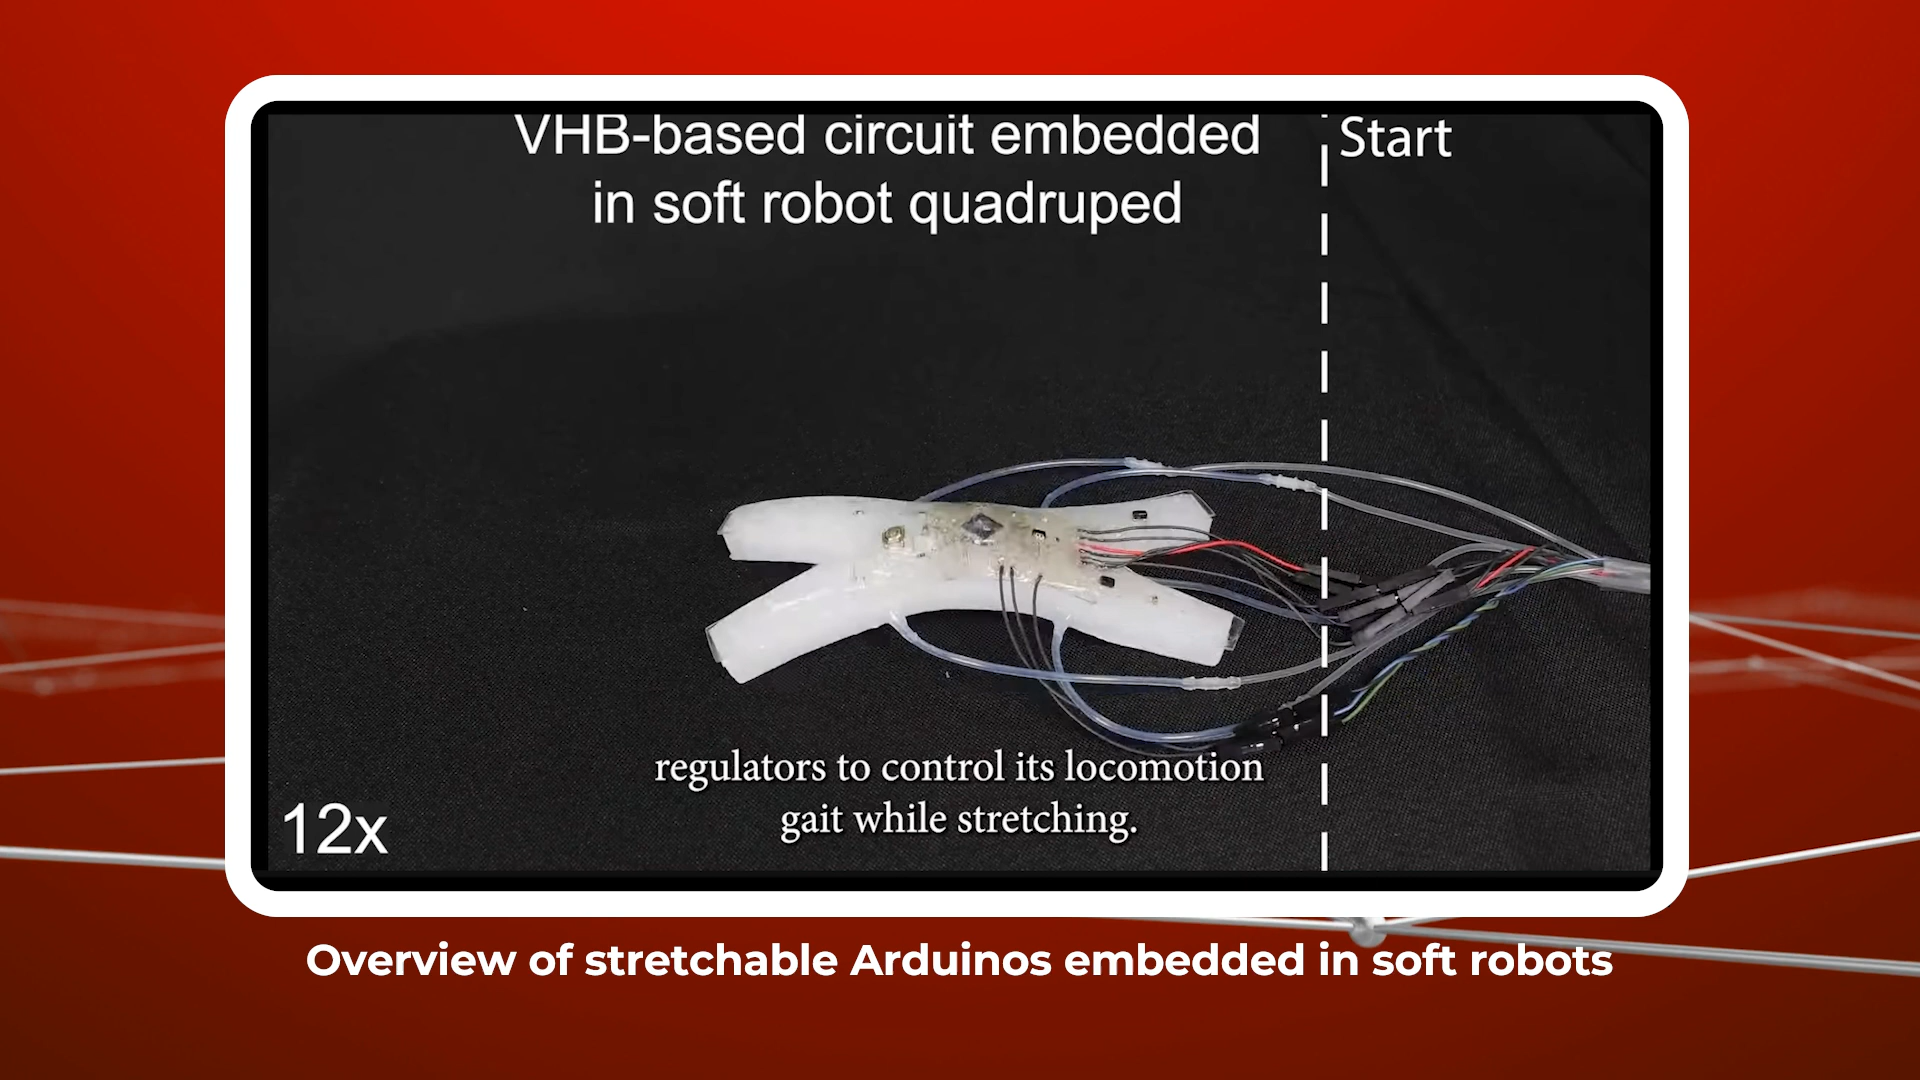 VHB-based circuit embedded
in soft robot quadruped
Start
regulators to control its locomotion
gait while stretching.
12x
Overview of stretchable Arduinos embedded in soft robots